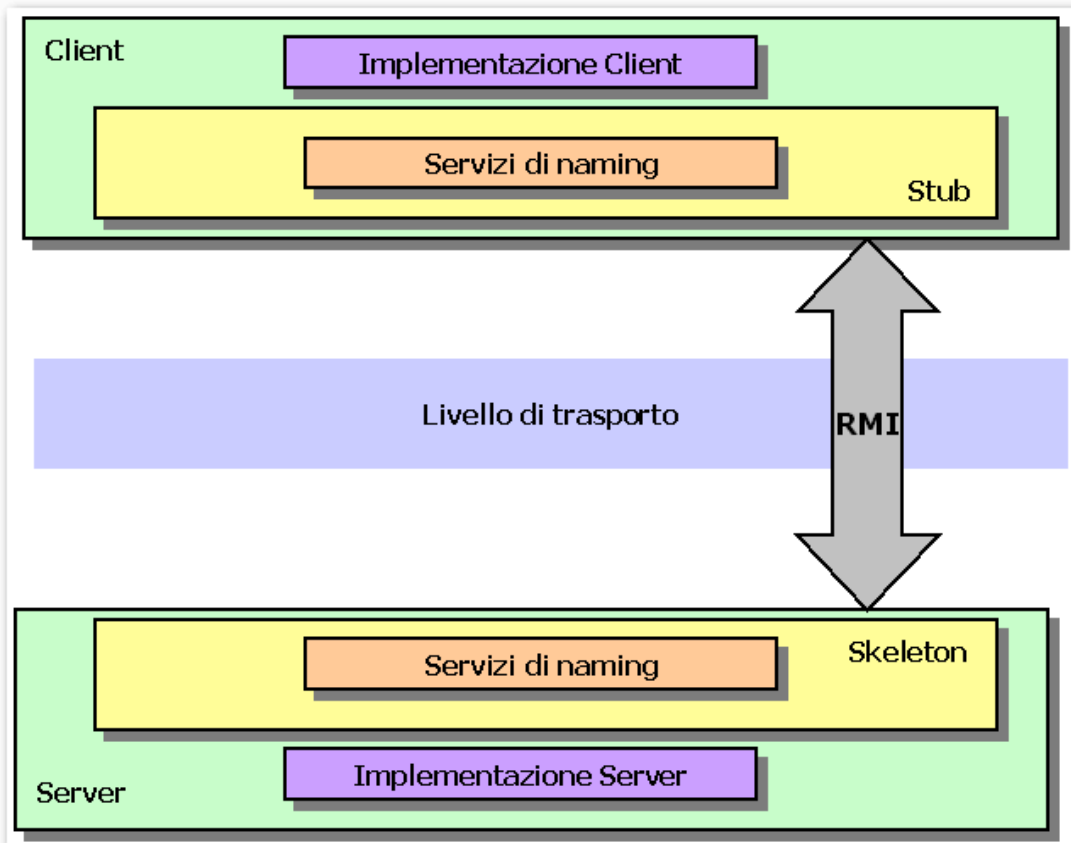 Client
Implementazione Client
Servizi di naming
Stub
Livello di trasporto
RMI
Servizi di naming
Skeleton
Implementazione Server
Server